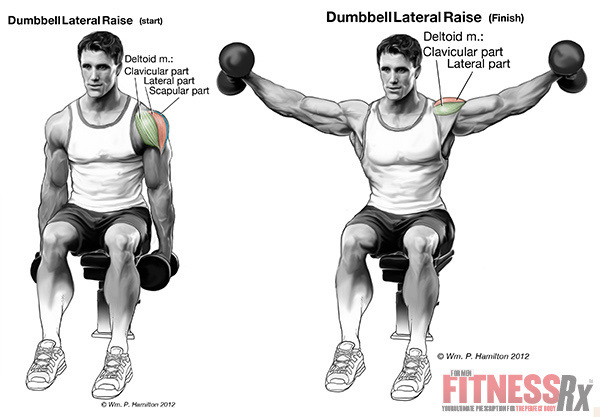 Dumbbell Lateral Raise (start)
Deltoid m.:
Clavicular part
Lateral part
Scapular part
© Wm. P. Hamilton 2012
Dumbbell Lateral Raise (Finish)
Deltoid m.:
Clavicular part
Lateral part
© Wm. P. Hamilton 2012
FOR MEN
FITNESSRx
YOUR ULTIMATE PRESCRIPTION FOR THE PERFECT BODY